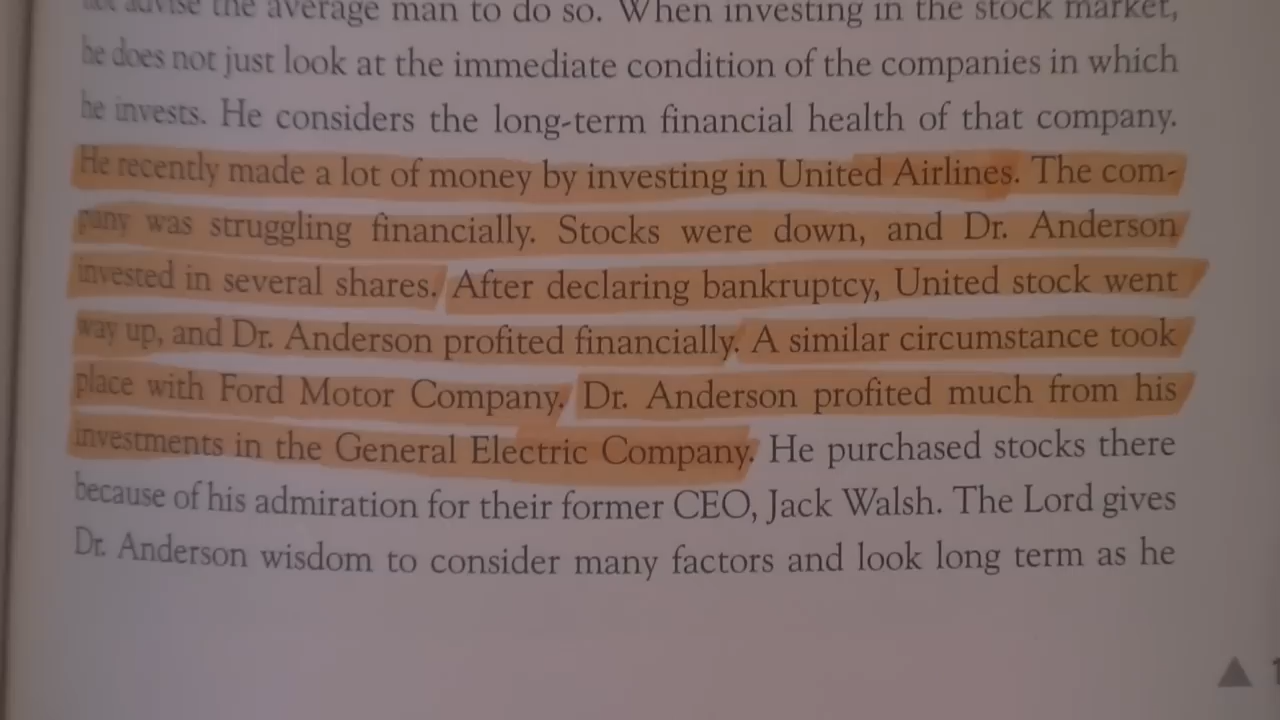 advise the average man to do so. When investing in the stock market,
he does not just look at the immediate condition of the companies in which
he invests. He considers the long-term financial health of that company.
He recently made a lot of money by investing in United Airlines. The com-
pany was struggling financially. Stocks were down, and Dr. Anderson
invested in several shares. After declaring bankruptcy, United stock went
way up, and Dr. Anderson profited financially. A similar circumstance took
place with Ford Motor Company. Dr. Anderson profited much from his
investments in the General Electric Company. He purchased stocks there
because of his admiration for their former CEO, Jack Walsh. The Lord gives
Dr. Anderson wisdom to consider many factors and look long term as he